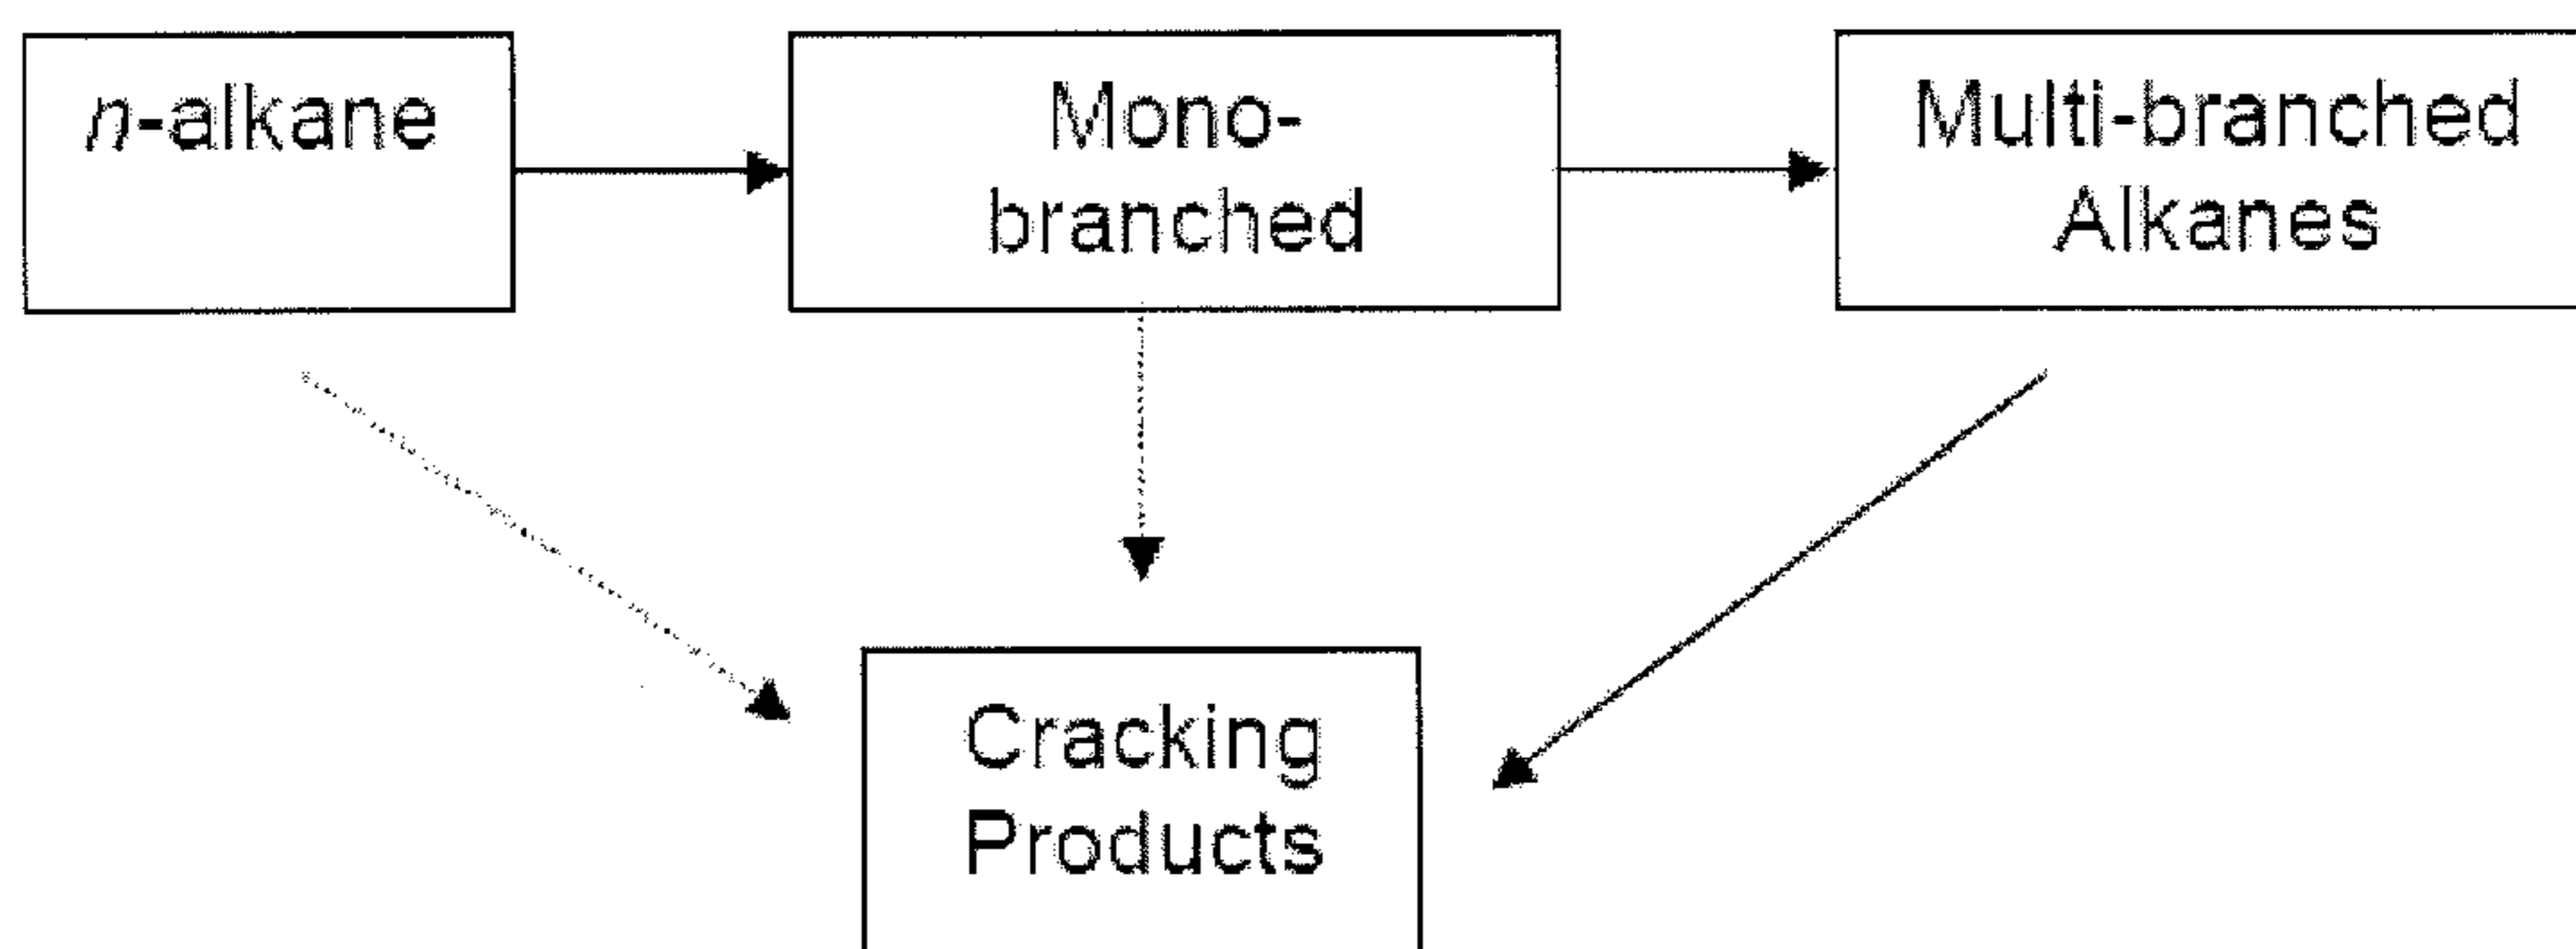 n-alkane
Mono-
branched
Multi-branched
Alkanes
Cracking
Products